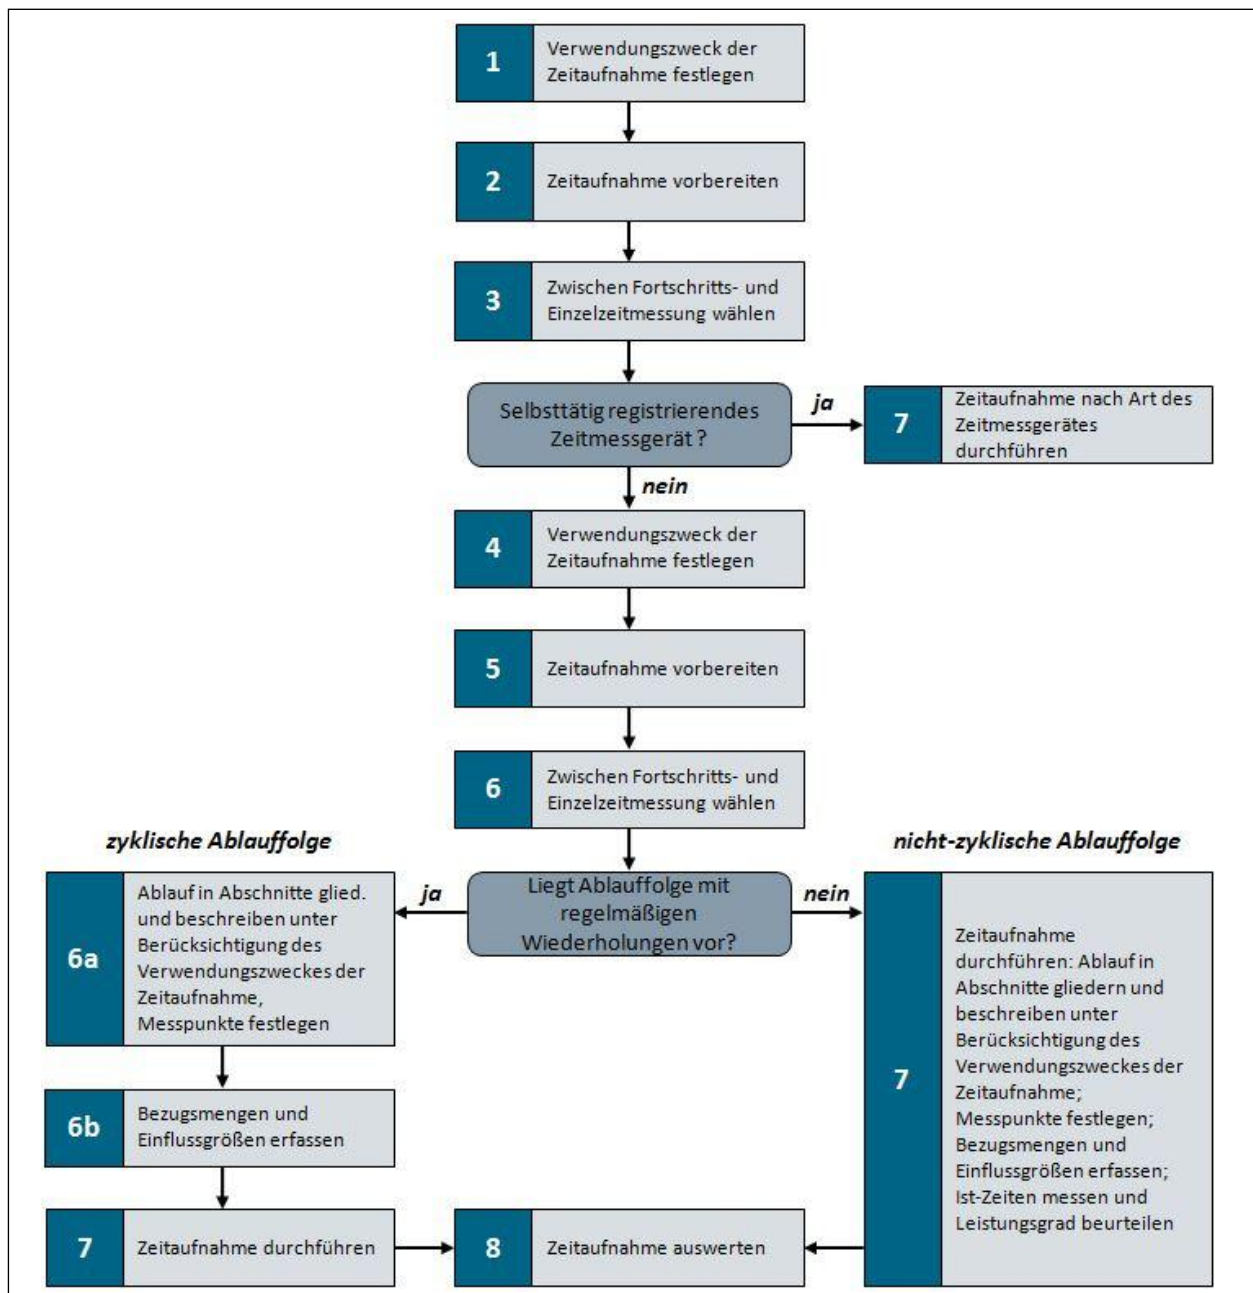 1
Verwendungszweck der
Zeitaufnahme festlegen
2
Zeitaufnahme vorbereiten
3
Zwischen Fortschritts- und
Einzelzeitmessung wählen
Selbsttätig registrierendes
Zeitmessgerät ?
ja
7
Zeitaufnahme nach Art des
Zeitmessgerätes
durchführen
nein
4
Verwendungszweck der
Zeitaufnahme festlegen
5
Zeitaufnahme vorbereiten
6
Zwischen Fortschritts- und
Einzelzeitmessung wählen
zyklische Ablauffolge
nicht-zyklische Ablauffolge
Liegt Ablauffolge mit
regelmäßigen
Wiederholungen vor?
ja
nein
6a
Ablauf in Abschnitte glied.
und beschreiben unter
Berücksichtigung des
Verwendungszweckes der
Zeitaufnahme,
Messpunkte festlegen
6b
Bezugsmengen und
Einflussgrößen erfassen
7
Zeitaufnahme durchführen
8
Zeitaufnahme auswerten
7
Zeitaufnahme
durchführen: Ablauf in
Abschnitte gliedern und
beschreiben unter
Berücksichtigung des
Verwendungszweckes der
Zeitaufnahme;
Messpunkte festlegen;
Bezugsmengen und
Einflussgrößen erfassen;
Ist-Zeiten messen und
Leistungsgrad beurteilen